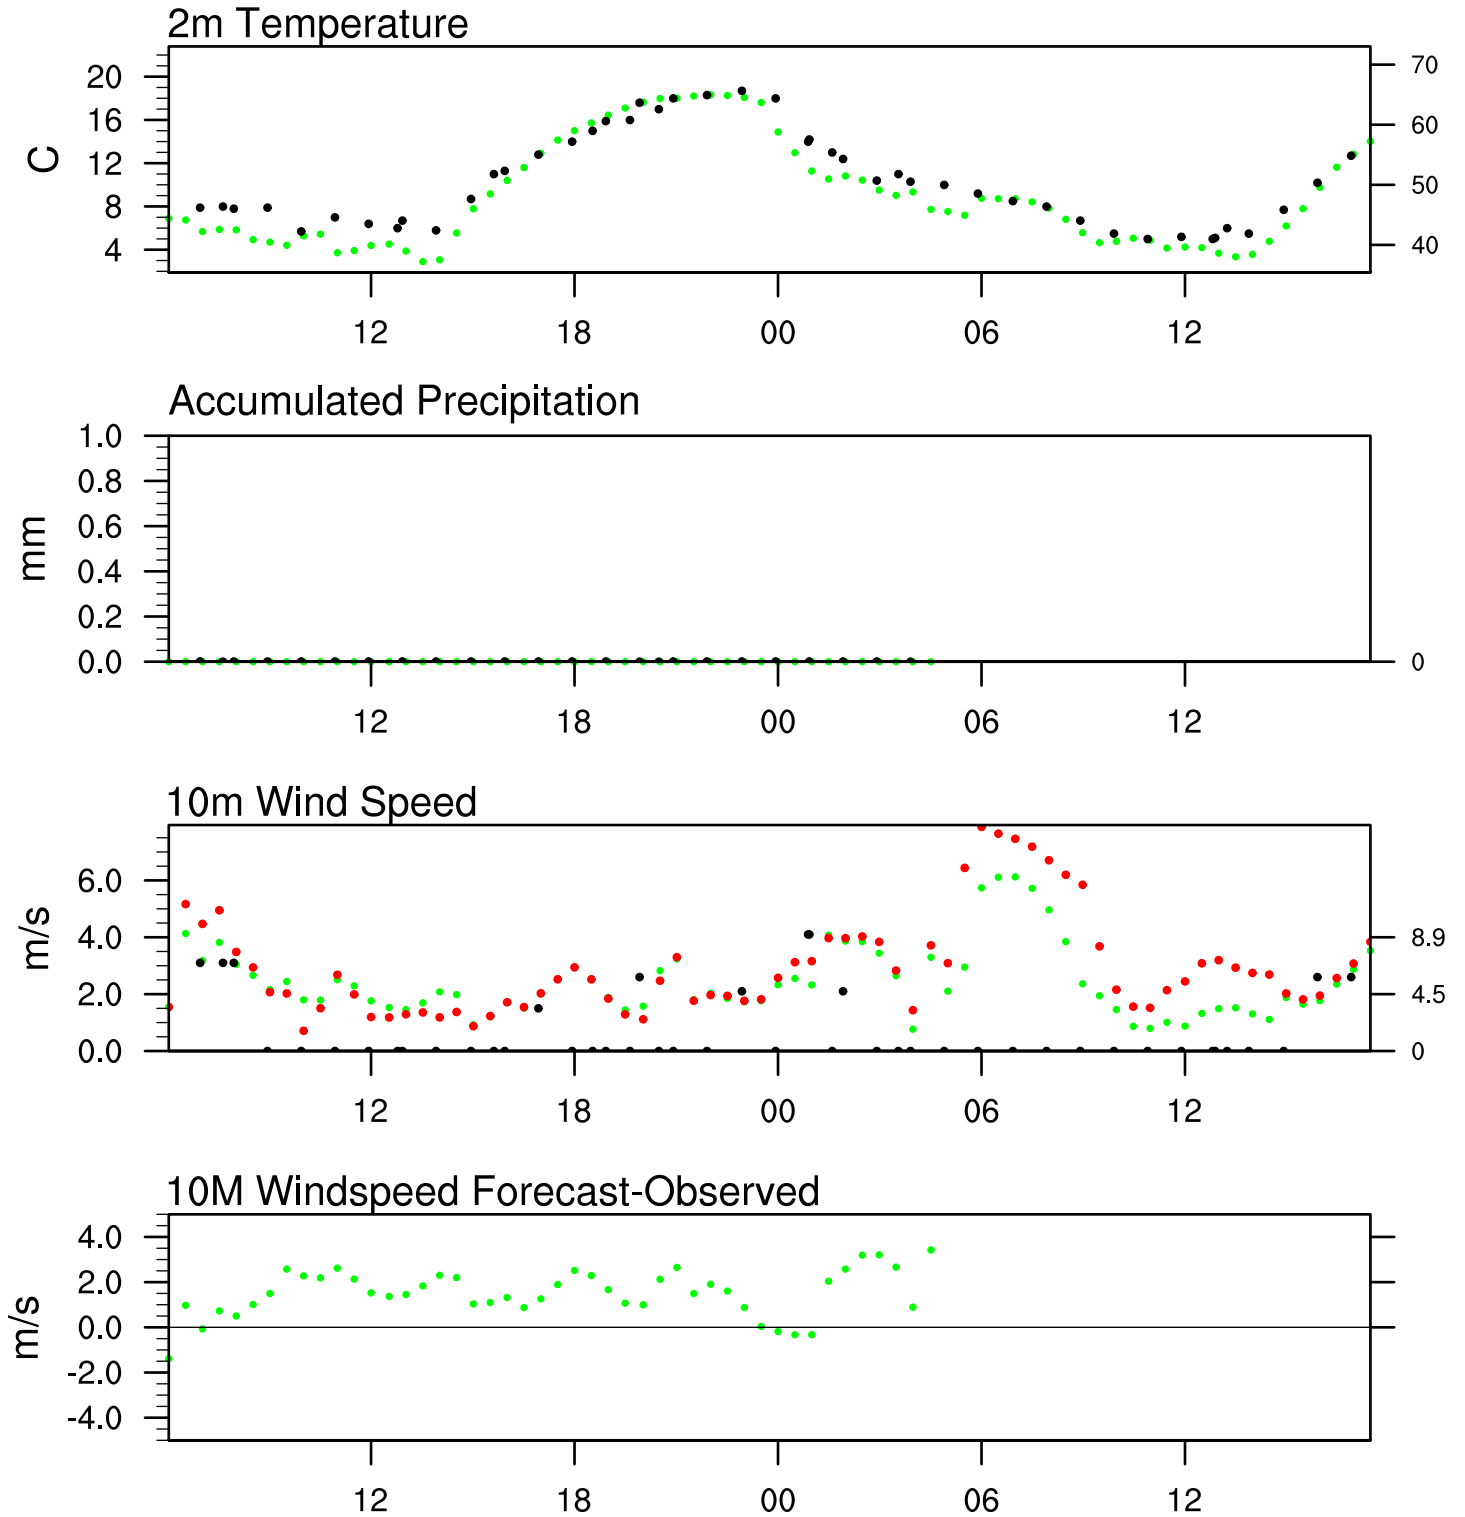 2m Temperature
20
16
12
8
4
C
70
60
50
40
12 18 00 06 12
Accumulated Precipitation
1.0
0.8
0.6
0.4
0.2
0.0
mm
0
12 18 00 06 12
10m Wind Speed
6.0
4.0
2.0
0.0
m/s
8.9
4.5
0
12 18 00 06 12
10M Windspeed Forecast-Observed
4.0
2.0
0.0
-2.0
-4.0
m/s
12 18 00 06 12